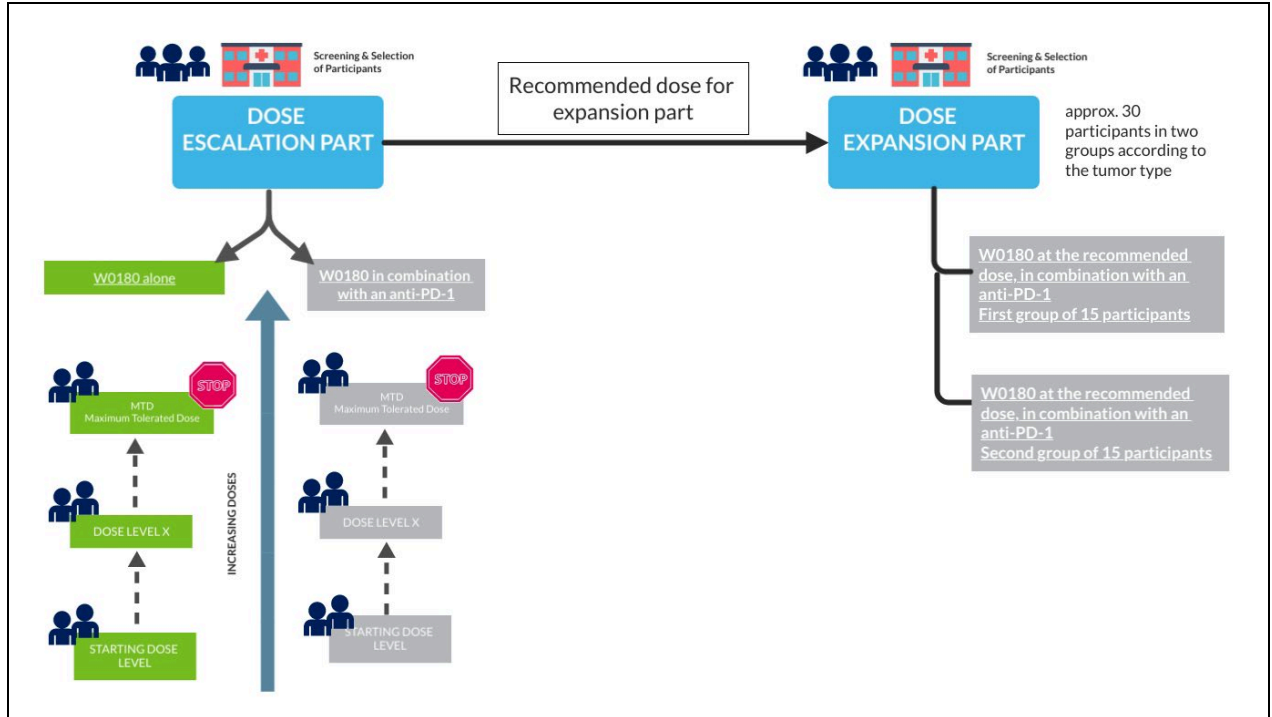 Screening & Selection
of Participants
DOSE
ESCALATION PART
Recommended dose for
expansion part
Screening & Selection
of Participants
DOSE
EXPANSION PART
approx. 30
participants in two
groups according to
the tumor type
W0180 alone
W0180 in combination
with an anti-PD-1
STOP
MTD
Maximum Tolerated Dose
DOSE LEVEL X
STARTING DOSE
LEVEL
INCREASING DOSES
STOP
MTD
Maximum Tolerated Dose
DOSE LEVEL X
STARTING DOSE
LEVEL
W0180 at the recommended
dose, in combination with an
anti-PD-1
First group of 15 participants
W0180 at the recommended
dose, in combination with an
anti-PD-1
Second group of 15 participants